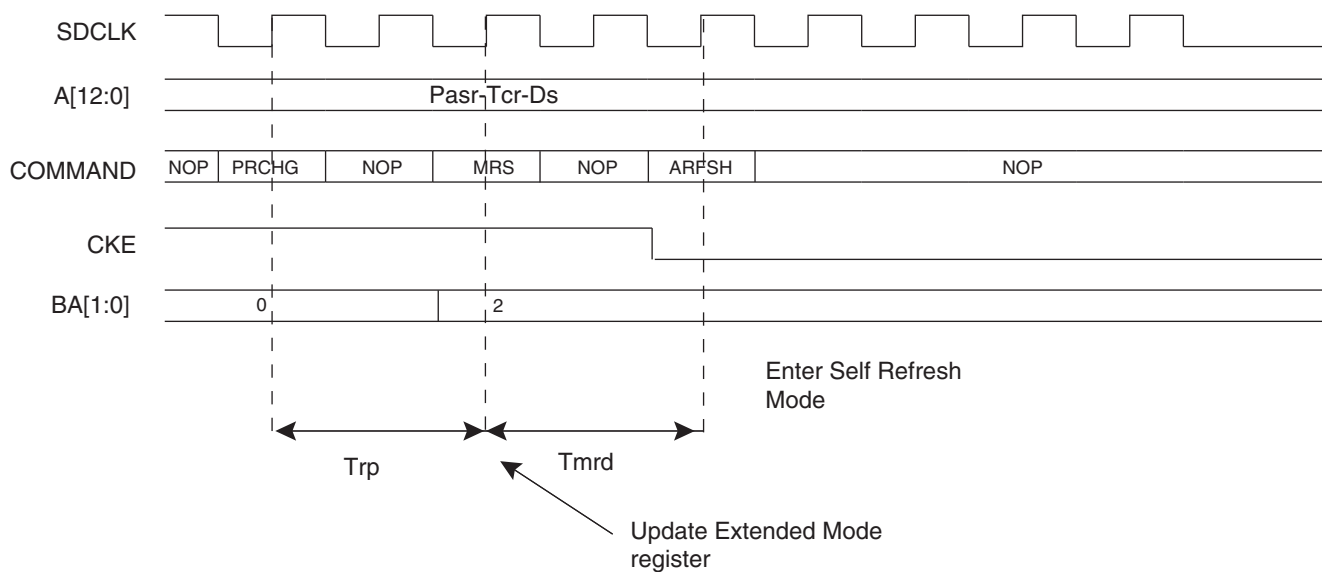 SDCLK
A[12:0]
Pasr-Tcr-Ds
COMMAND
NOP PRCHG NOP MRS NOP ARFSH NOP
CKE
BA[1:0]
0 2
Enter Self Refresh
Mode
Trp
Tmrd
Update Extended Mode
register